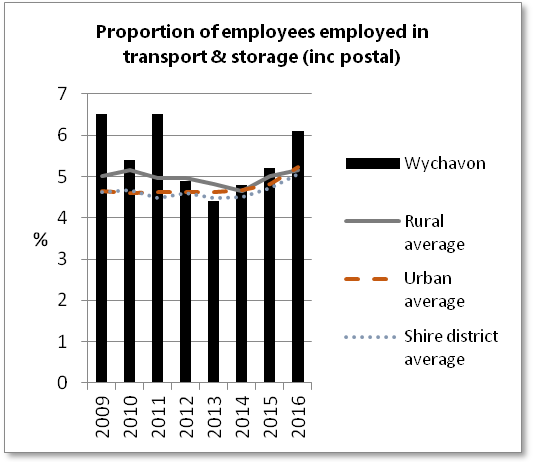 Proportion of employees employed in
transport & storage (inc postal)
7
6
5
4
3
2
1
0
%
2009
2010
2011
2012
2013
2014
2015
2016
Wychavon
Rural
average
Urban
average
Shire district
average